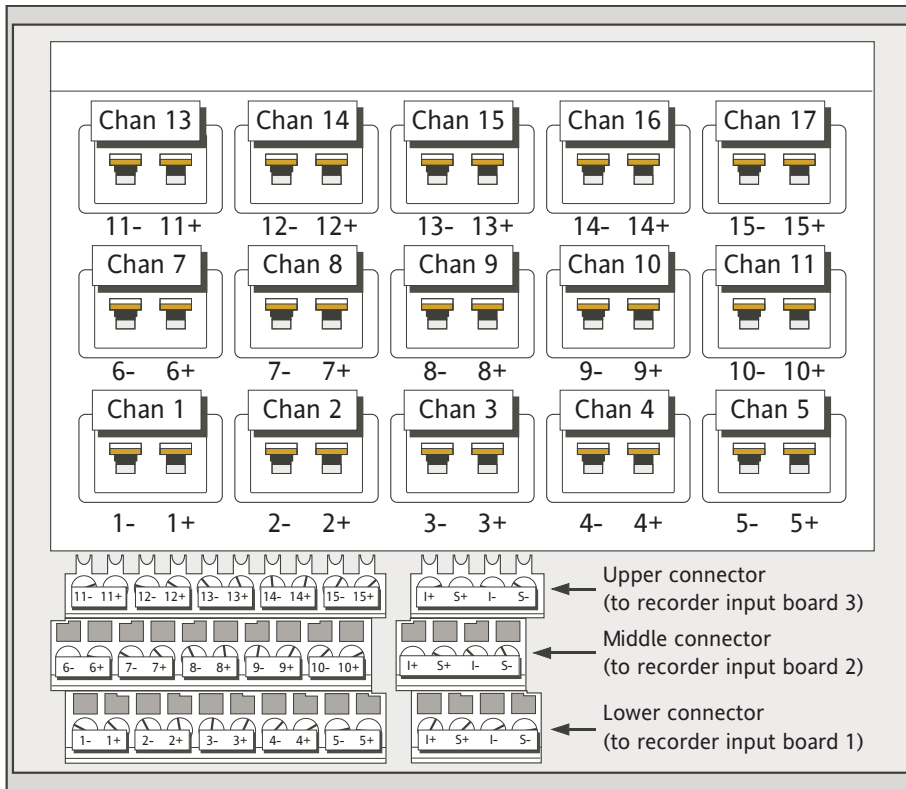 Chan 13 Chan 14 Chan 15 Chan 16 Chan 17
11- 11+ 12- 12+ 13- 13+ 14- 14+ 15- 15+
Chan 7 Chan 8 Chan 9 Chan 10 Chan 11
6- 6+ 7- 7+ 8- 8+ 9- 9+ 10- 10+
Chan 1 Chan 2 Chan 3 Chan 4 Chan 5
1- 1+ 2- 2+ 3- 3+ 4- 4+ 5- 5+
11- 11+ 12- 12+ 13- 13+ 14- 14+ 15- 15+ I+ S+ I- S-
Upper connector
(to recorder input board 3)
6- 6+ 7- 7+ 8- 8+ 9- 9+ 10- 10+ I+ S+ I- S-
Middle connector
(to recorder input board 2)
1- 1+ 2- 2+ 3- 3+ 4- 4+ 5- 5+ I+ S+ I- S-
Lower connector
(to recorder input board 1)